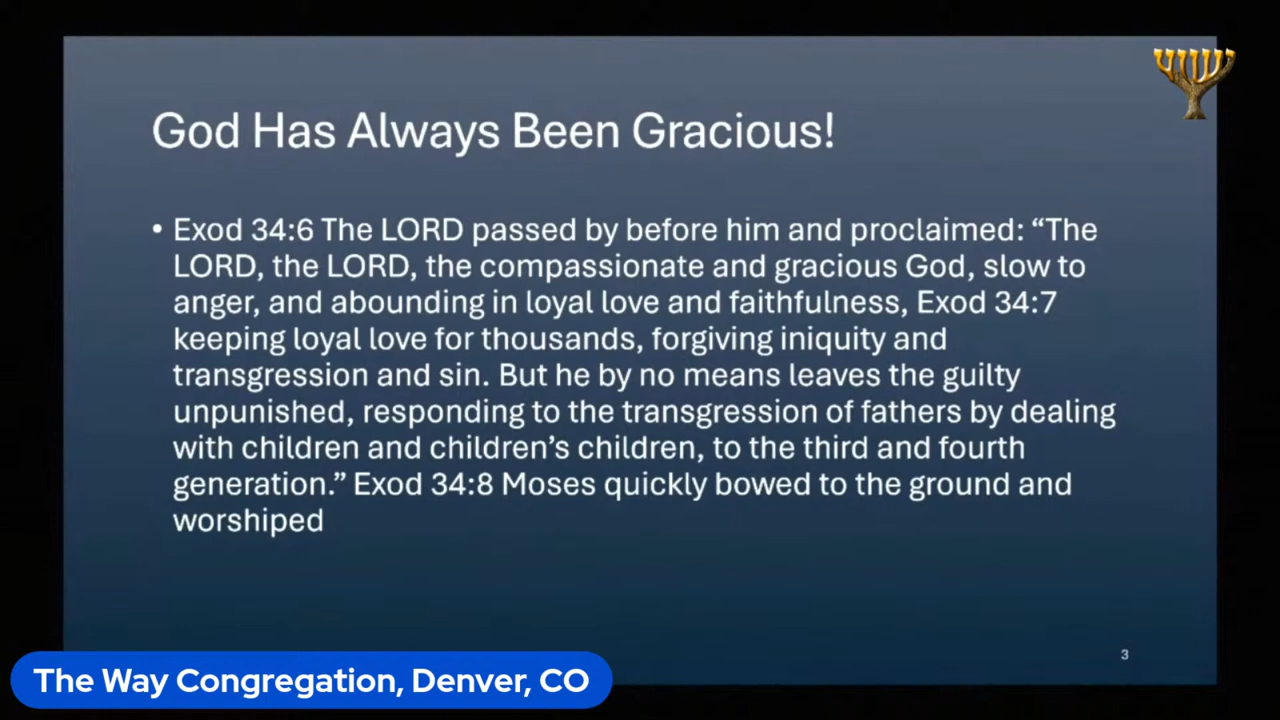 God Has Always Been Gracious!
• Exod 34:6 The LORD passed by before him and proclaimed: “The
LORD, the LORD, the compassionate and gracious God, slow to
anger, and abounding in loyal love and faithfulness, Exod 34:7
keeping loyal love for thousands, forgiving iniquity and
transgression and sin. But he by no means leaves the guilty
unpunished, responding to the transgression of fathers by dealing
with children and children’s children, to the third and fourth
generation.” Exod 34:8 Moses quickly bowed to the ground and
worshiped
3
The Way Congregation, Denver, CO